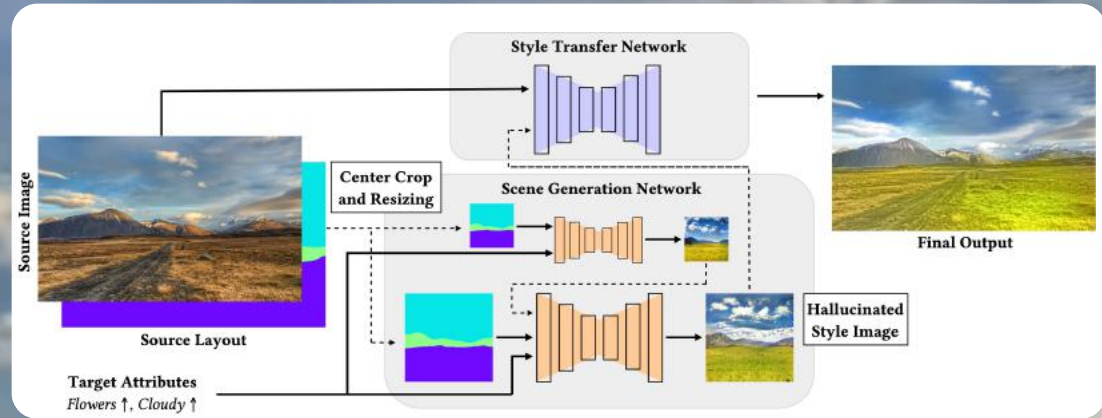 Style Transfer Network
Source Image
Center Crop
and Resizing
Scene Generation Network
Final Output
Source Layout
Hallucinated
Style Image
Target Attributes
Flowers ↑, Cloudy ↑